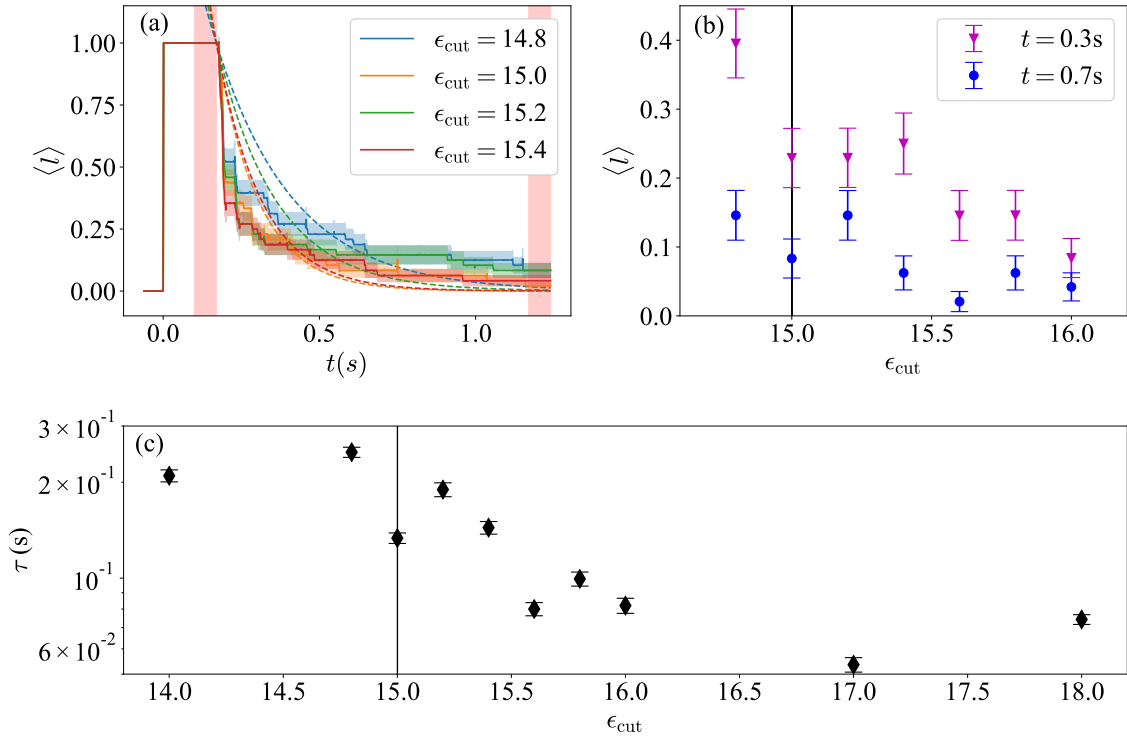 (a)
1.00
0.75
0.50
0.25
0.00
⟨l⟩
0.0
0.5
1.0
t(s)
ϵcut = 14.8
ϵcut = 15.0
ϵcut = 15.2
ϵcut = 15.4
(b)
0.4
0.3
0.2
0.1
0.0
⟨l⟩
15.0
15.5
16.0
ϵcut
t = 0.3s
t = 0.7s
(c)
3 × 10⁻¹
2 × 10⁻¹
10⁻¹
6 × 10⁻²
τ (s)
14.0
14.5
15.0
15.5
16.0
16.5
17.0
17.5
18.0
ϵcut